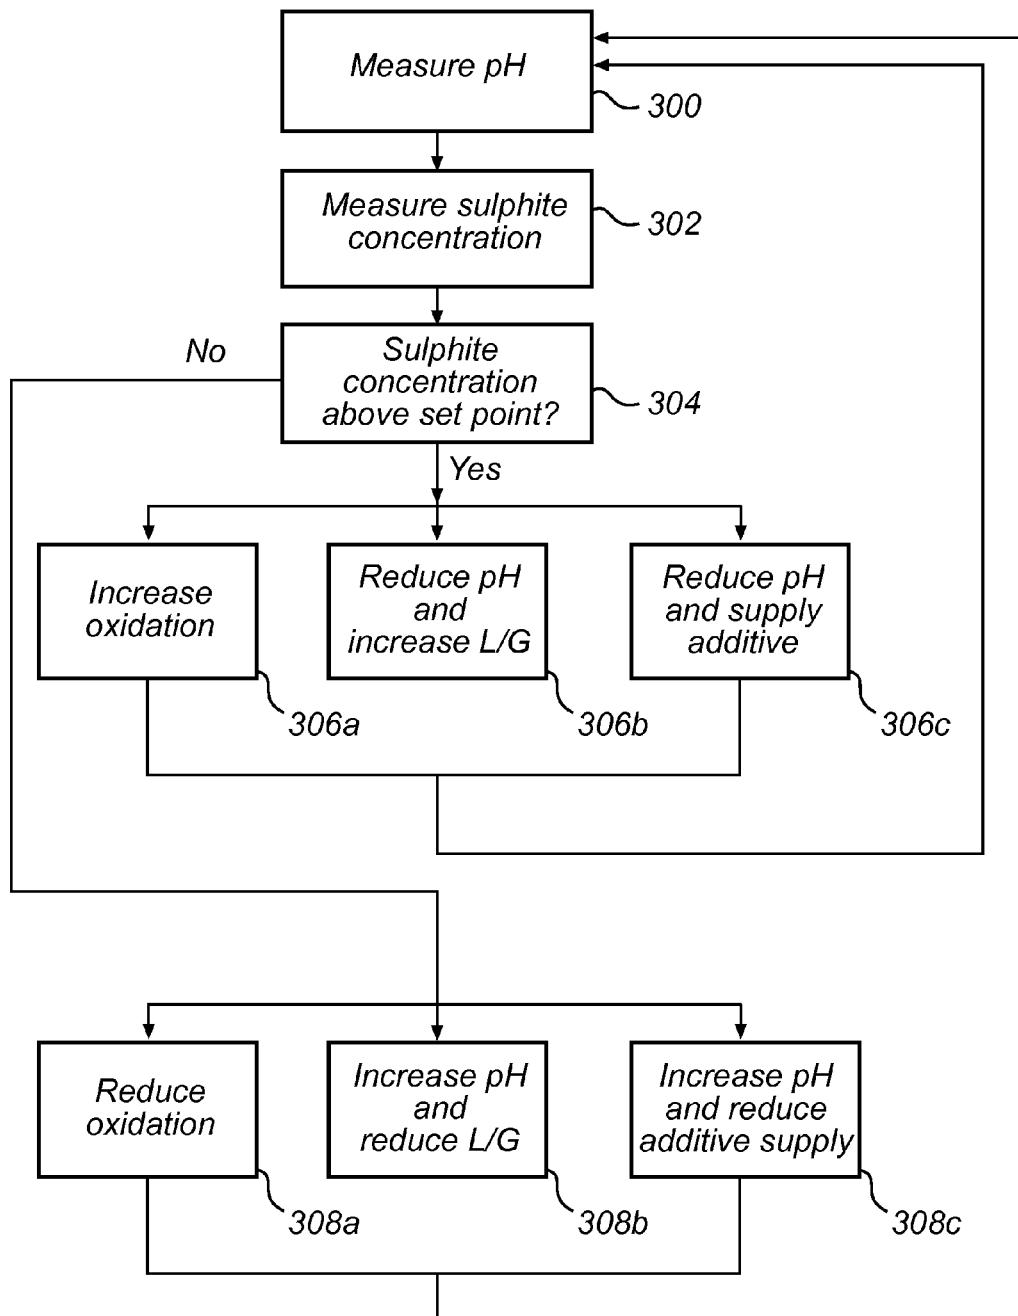 Measure pH
300
Measure sulphite
concentration
302
No
Sulphite
concentration
above set point?
304
Yes
Increase
oxidation
306a
Reduce pH
and
increase L/G
306b
Reduce pH
and supply
additive
306c
Reduce
oxidation
308a
Increase pH
and
reduce L/G
308b
Increase pH
and reduce
additive supply
308c